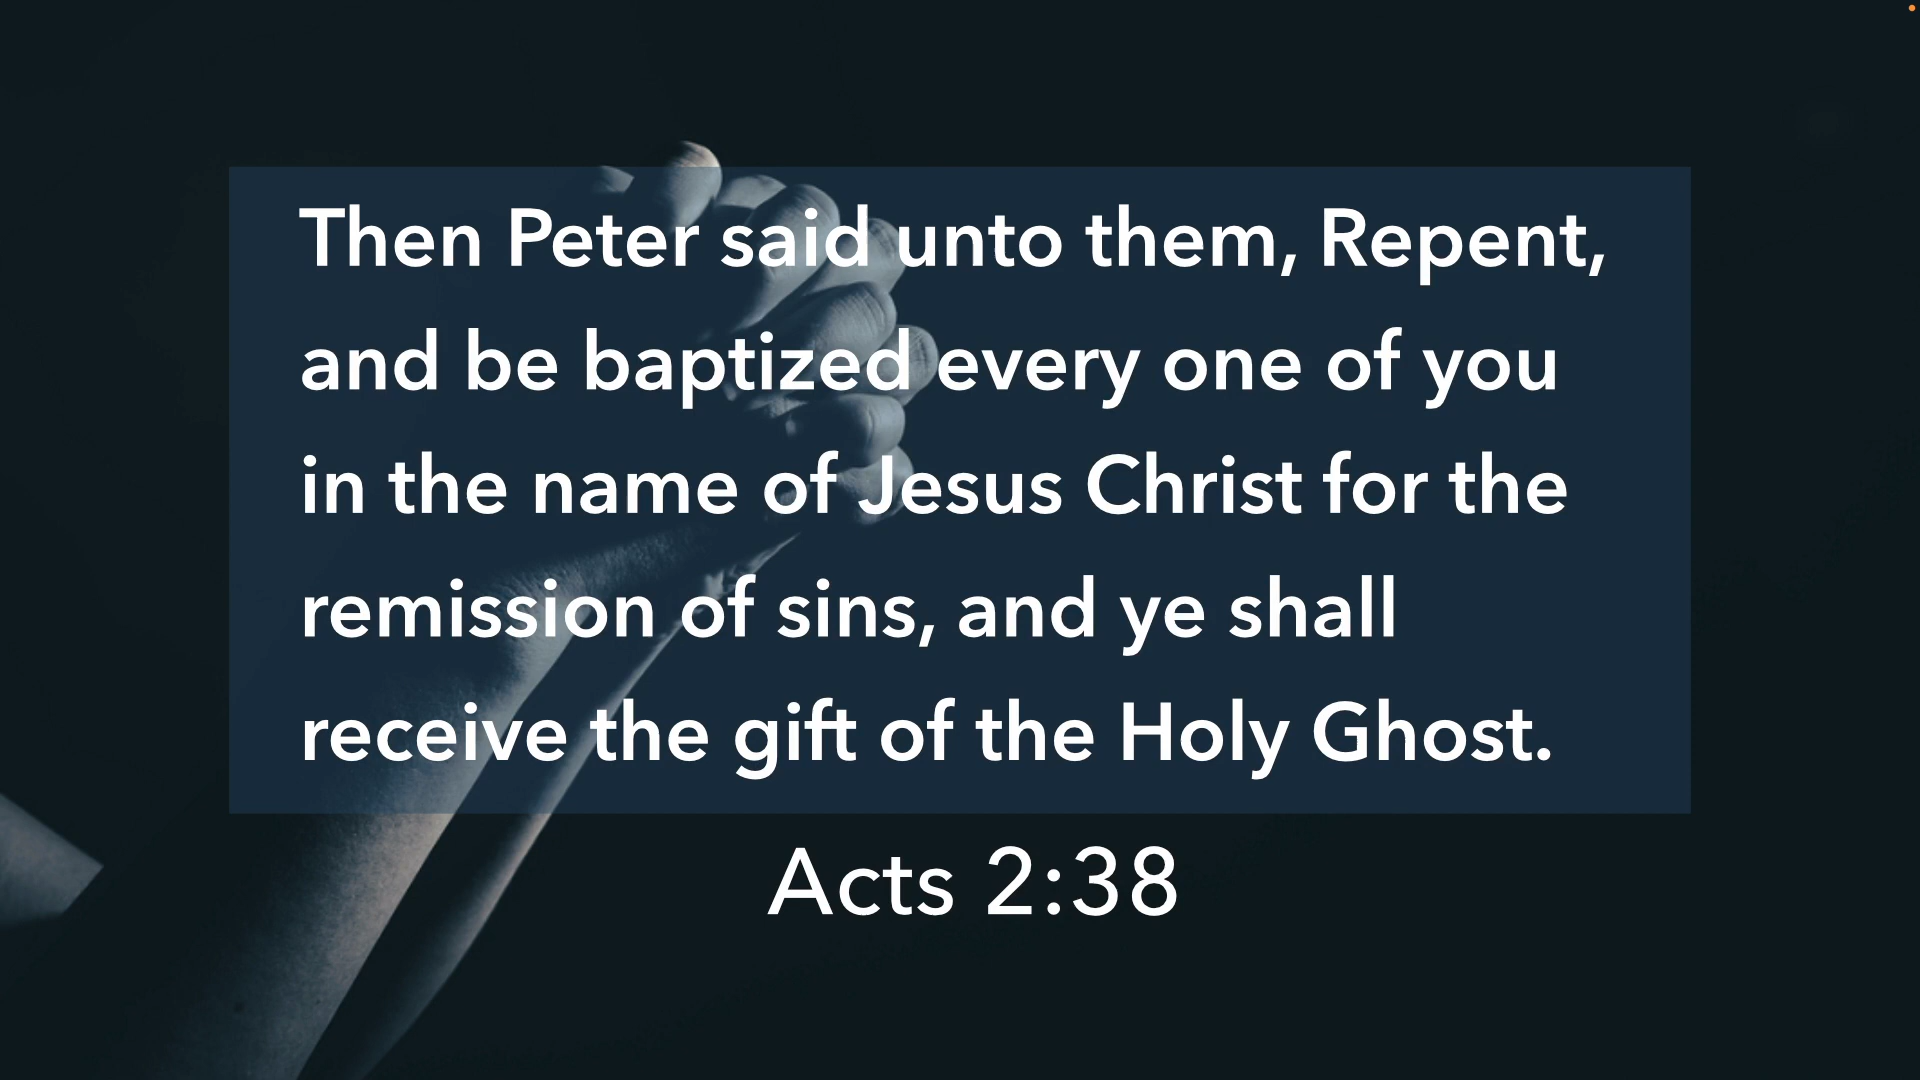 Then Peter said unto them, Repent,
and be baptized every one of you
in the name of Jesus Christ for the
remission of sins, and ye shall
receive the gift of the Holy Ghost.
Acts 2:38